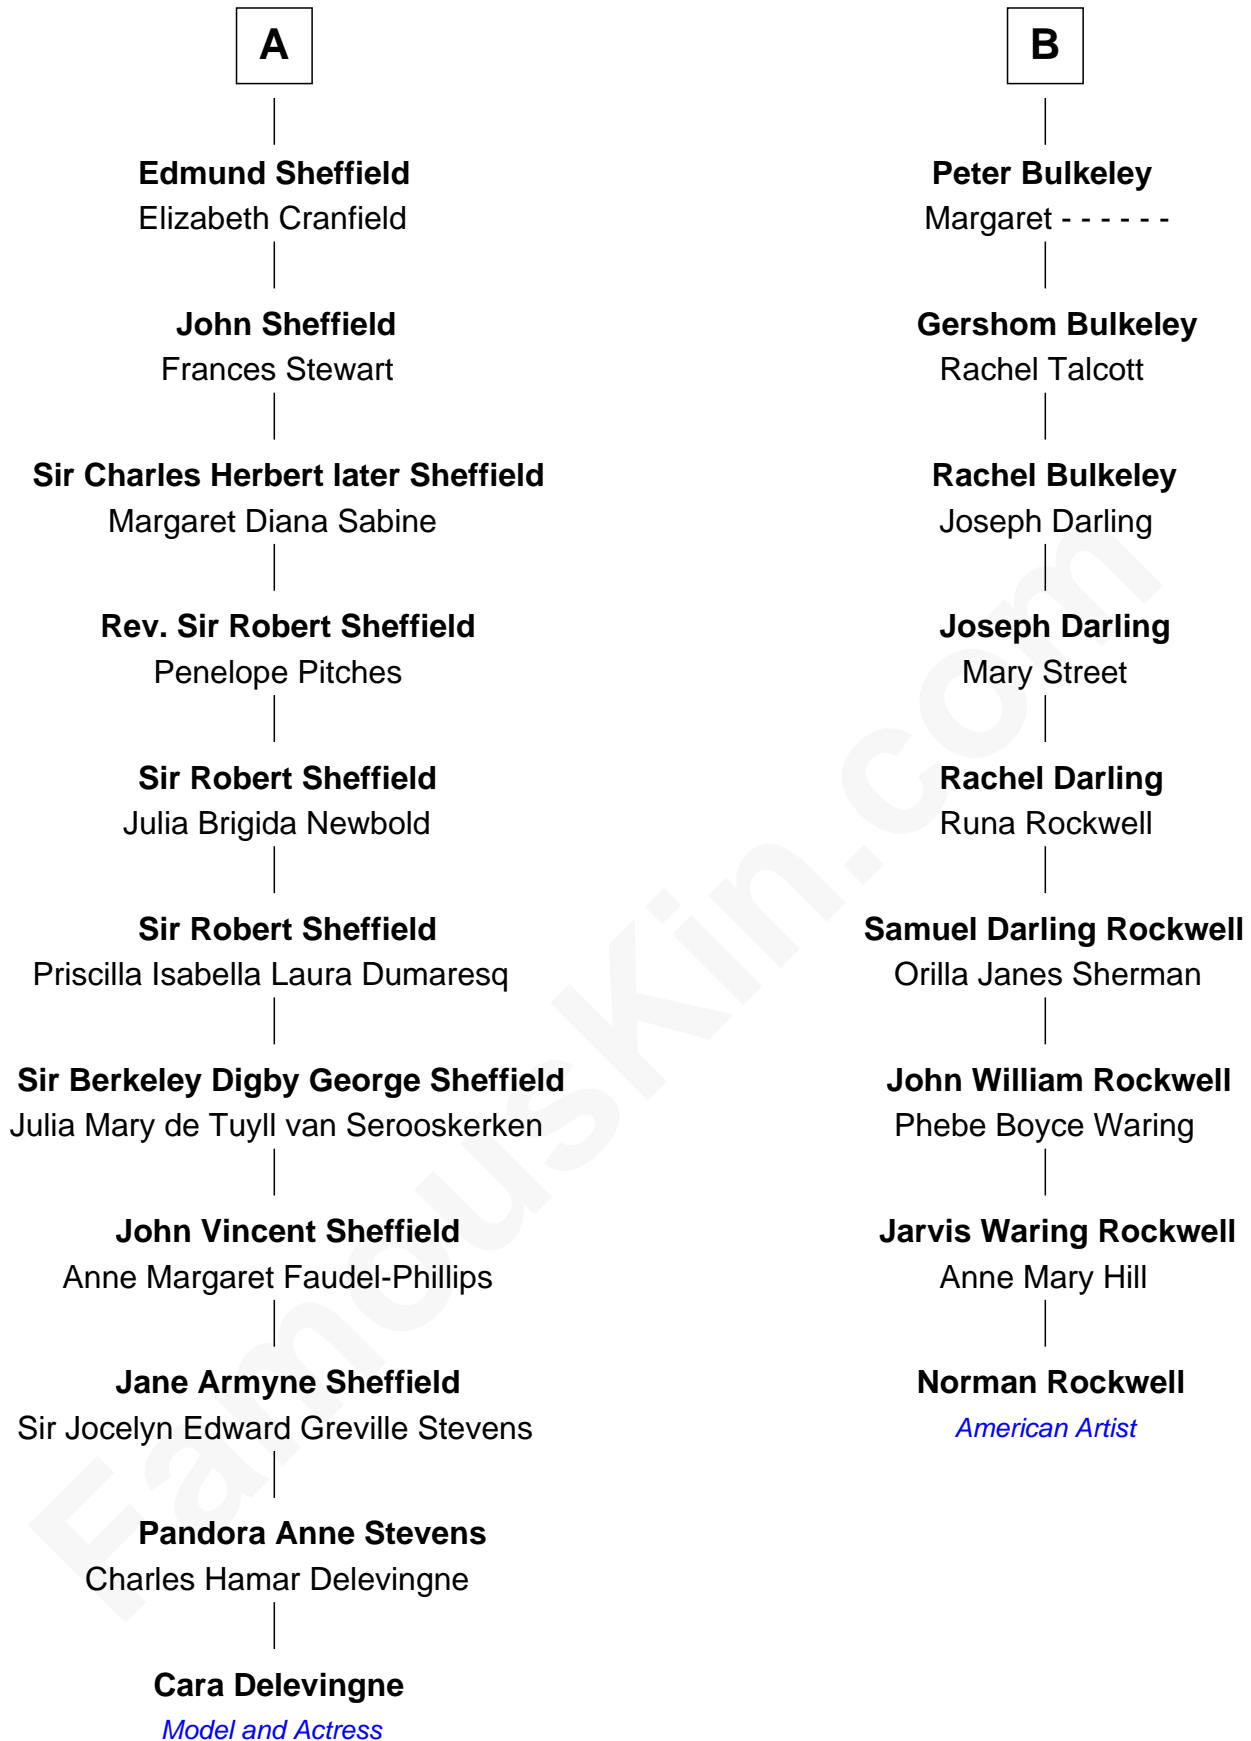 A
Edmund Sheffield
Elizabeth Cranfield
John Sheffield
Frances Stewart
Sir Charles Herbert later Sheffield
Margaret Diana Sabine
Rev. Sir Robert Sheffield
Penelope Pitches
Sir Robert Sheffield
Julia Brigida Newbold
Sir Robert Sheffield
Priscilla Isabella Laura Dumaresq
Sir Berkeley Digby George Sheffield
Julia Mary de Tuyll van Serooskerken
John Vincent Sheffield
Anne Margaret Faudel-Phillips
Jane Armyne Sheffield
Sir Jocelyn Edward Greville Stevens
Pandora Anne Stevens
Charles Hamar Delevingne
Cara Delevingne
Model and Actress
B
Peter Bulkeley
Margaret - - - - - -
Gershom Bulkeley
Rachel Talcott
Rachel Bulkeley
Joseph Darling
Joseph Darling
Mary Street
Rachel Darling
Runa Rockwell
Samuel Darling Rockwell
Orilla Janes Sherman
John William Rockwell
Phebe Boyce Waring
Jarvis Waring Rockwell
Anne Mary Hill
Norman Rockwell
American Artist
FamousKin.com